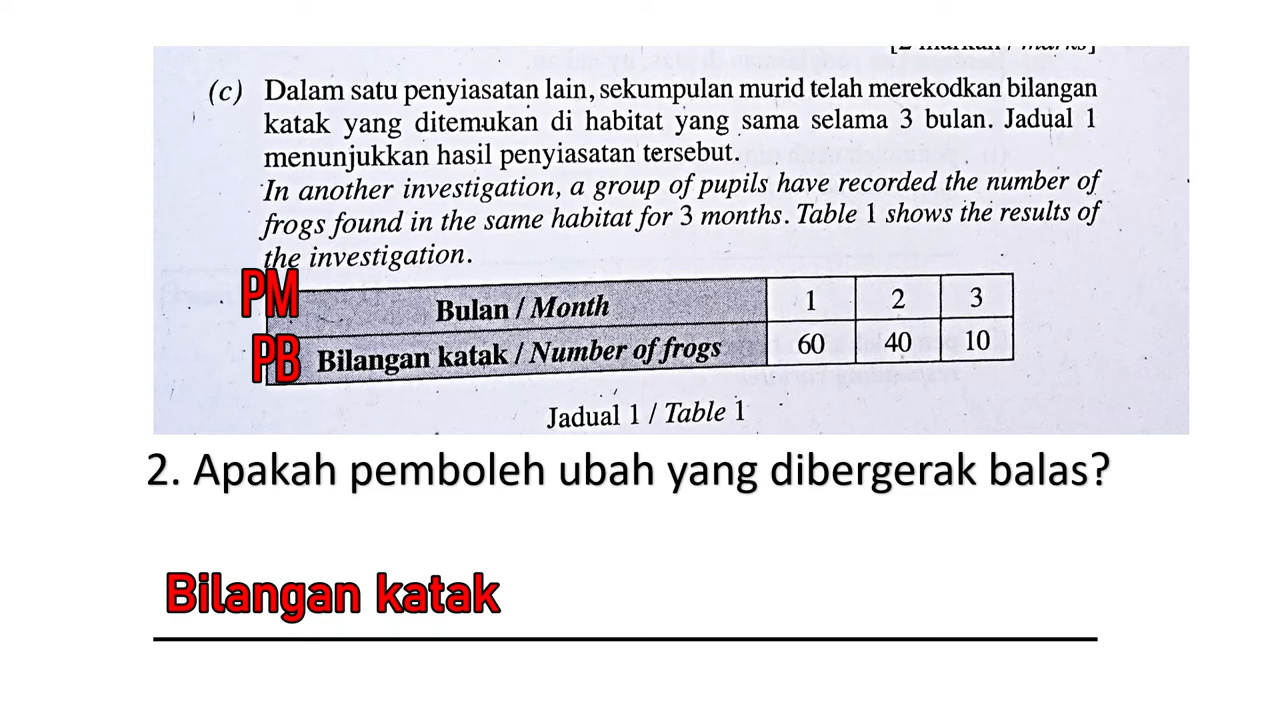 [2 markah / marks]
(c) Dalam satu penyiasatan lain, sekumpulan murid telah merekodkan bilangan
katak yang ditemukan di habitat yang sama selama 3 bulan. Jadual 1
menunjukkan hasil penyiasatan tersebut.
In another investigation, a group of pupils have recorded the number of
frogs found in the same habitat for 3 months. Table 1 shows the results of
the investigation.
PM Bulan / Month 1 2 3
PB Bilangan katak / Number of frogs 60 40 10
Jadual 1 / Table 1
2. Apakah pemboleh ubah yang dibergerak balas?
Bilangan katak